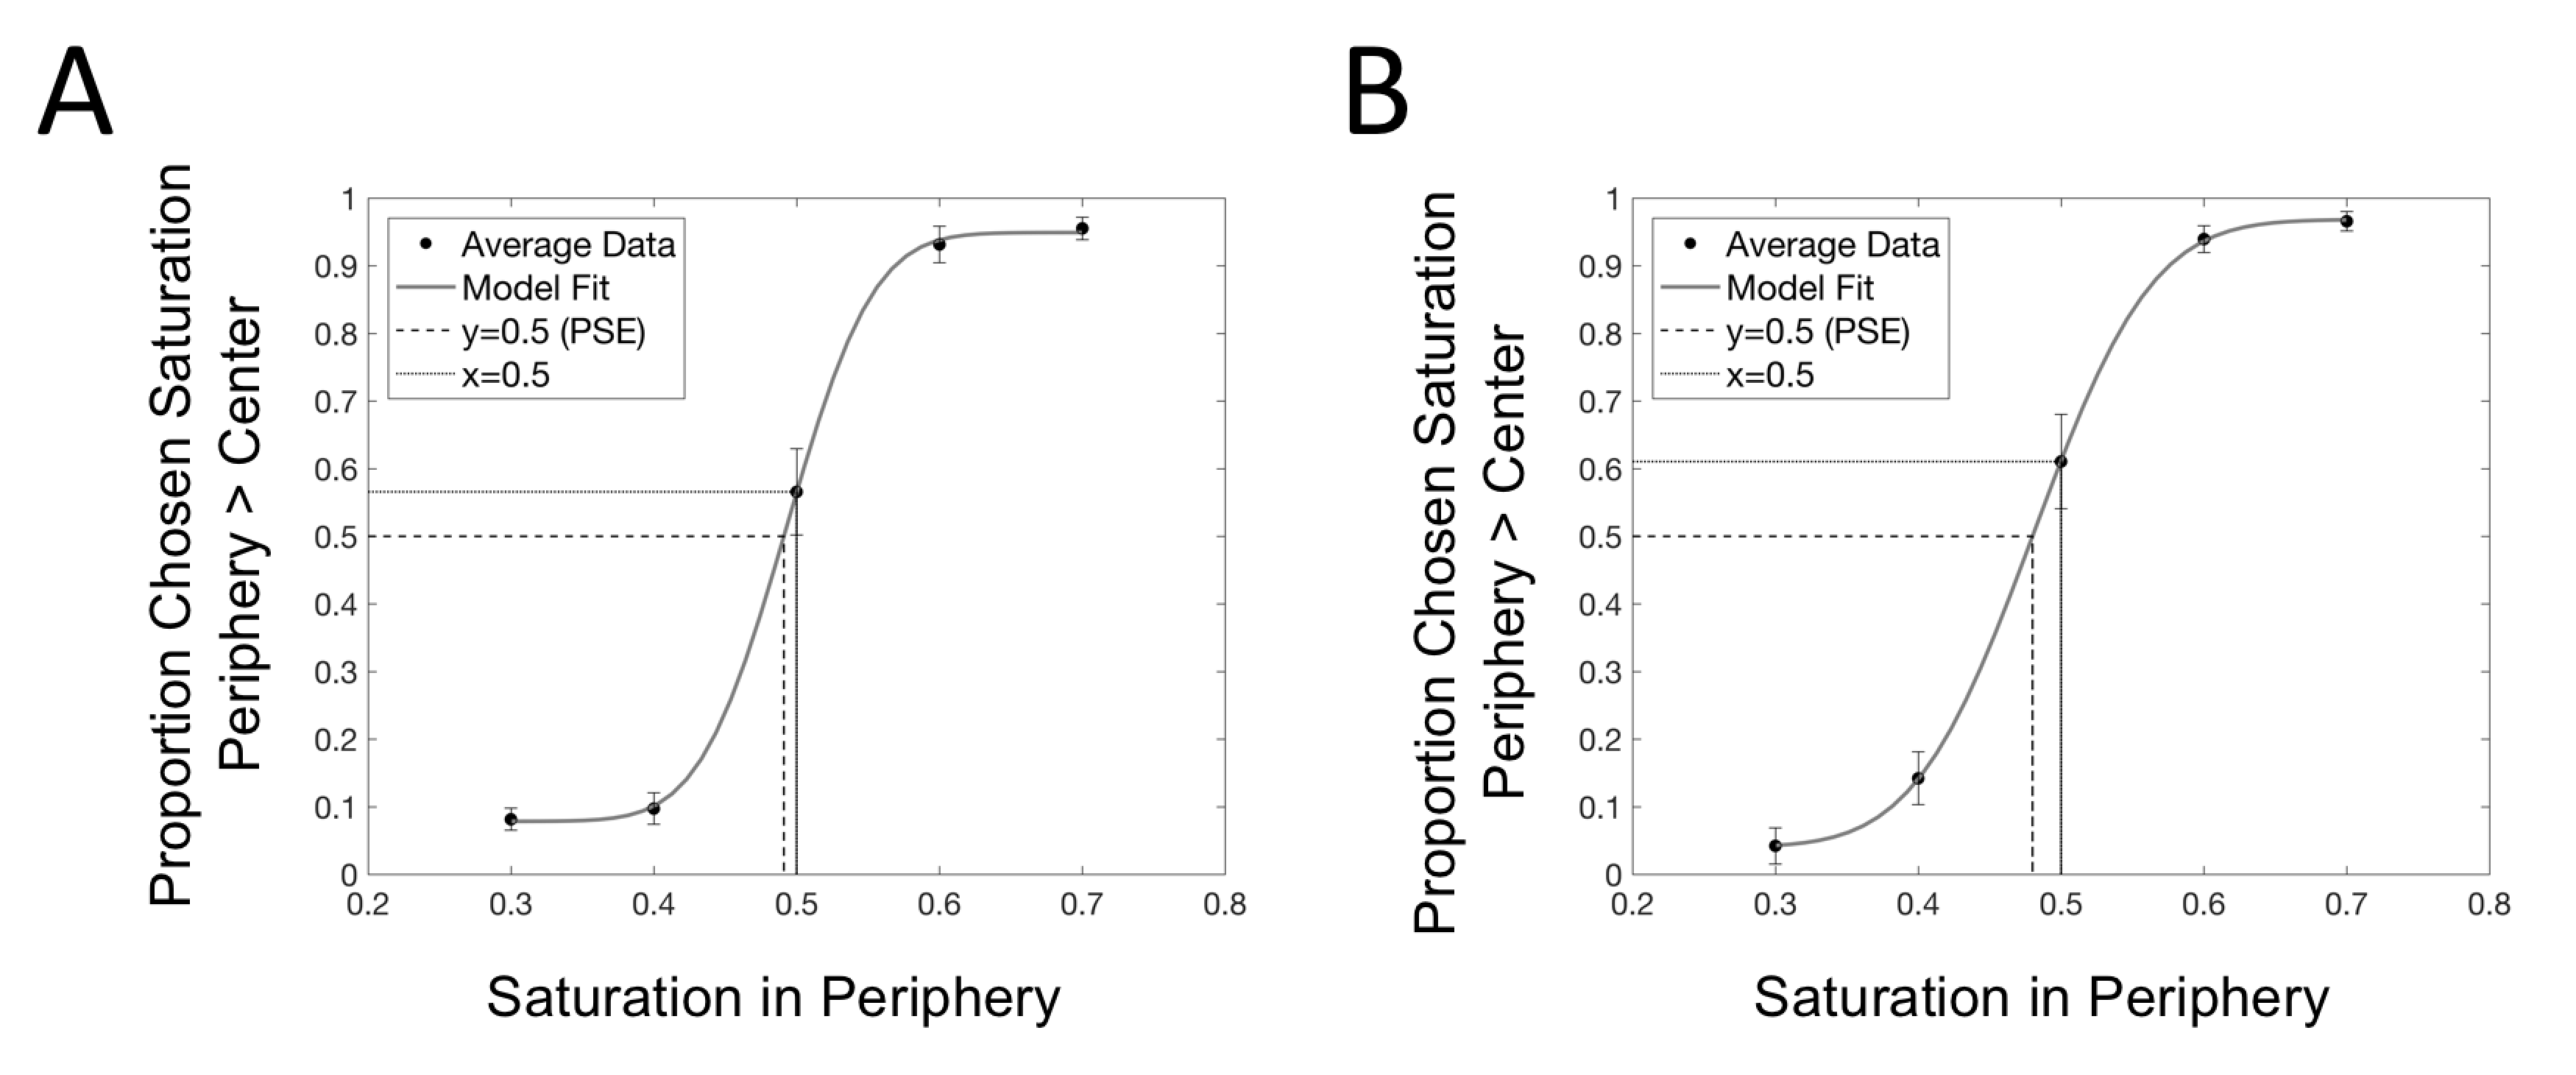 A
Proportion Chosen Saturation
Periphery > Center
1
0.9
0.8
0.7
0.6
0.5
0.4
0.3
0.2
0.1
0
Average Data
Model Fit
y=0.5 (PSE)
x=0.5
0.2 0.3 0.4 0.5 0.6 0.7 0.8
Saturation in Periphery
B
Proportion Chosen Saturation
Periphery > Center
1
0.9
0.8
0.7
0.6
0.5
0.4
0.3
0.2
0.1
0
Average Data
Model Fit
y=0.5 (PSE)
x=0.5
0.2 0.3 0.4 0.5 0.6 0.7 0.8
Saturation in Periphery